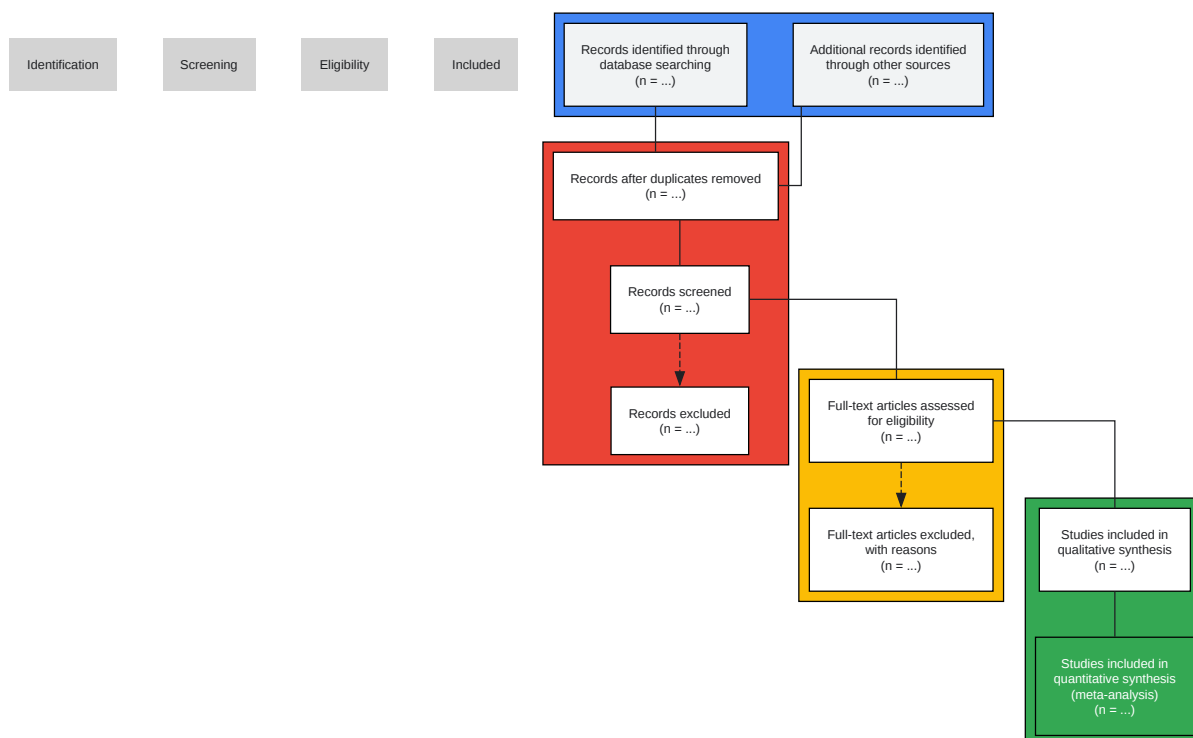 Identification
Screening
Eligibility
Included
Records identified through
database searching
(n = ...)
Additional records identified
through other sources
(n = ...)
Records after duplicates removed
(n = ...)
Records screened
(n = ...)
Records excluded
(n = ...)
Full-text articles assessed
for eligibility
(n = ...)
Full-text articles excluded,
with reasons
(n = ...)
Studies included in
qualitative synthesis
(n = ...)
Studies included in
quantitative synthesis
(meta-analysis)
(n = ...)